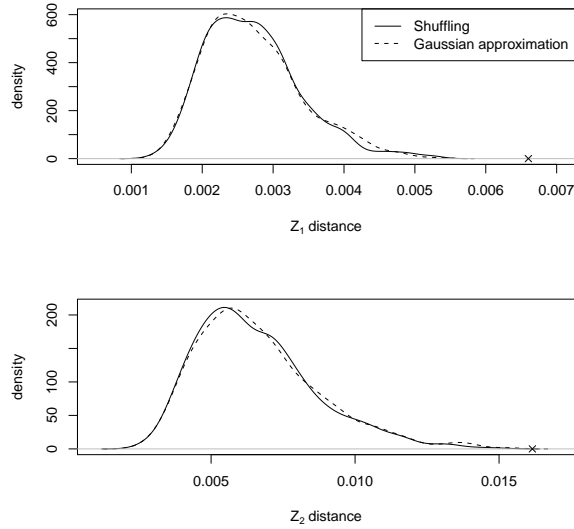 600
400
200
0
density
Shuffling
Gaussian approximation
0.001 0.002 0.003 0.004 0.005 0.006 0.007
Z₁ distance
200
100
50
0
density
0.005 0.010 0.015
Z₂ distance